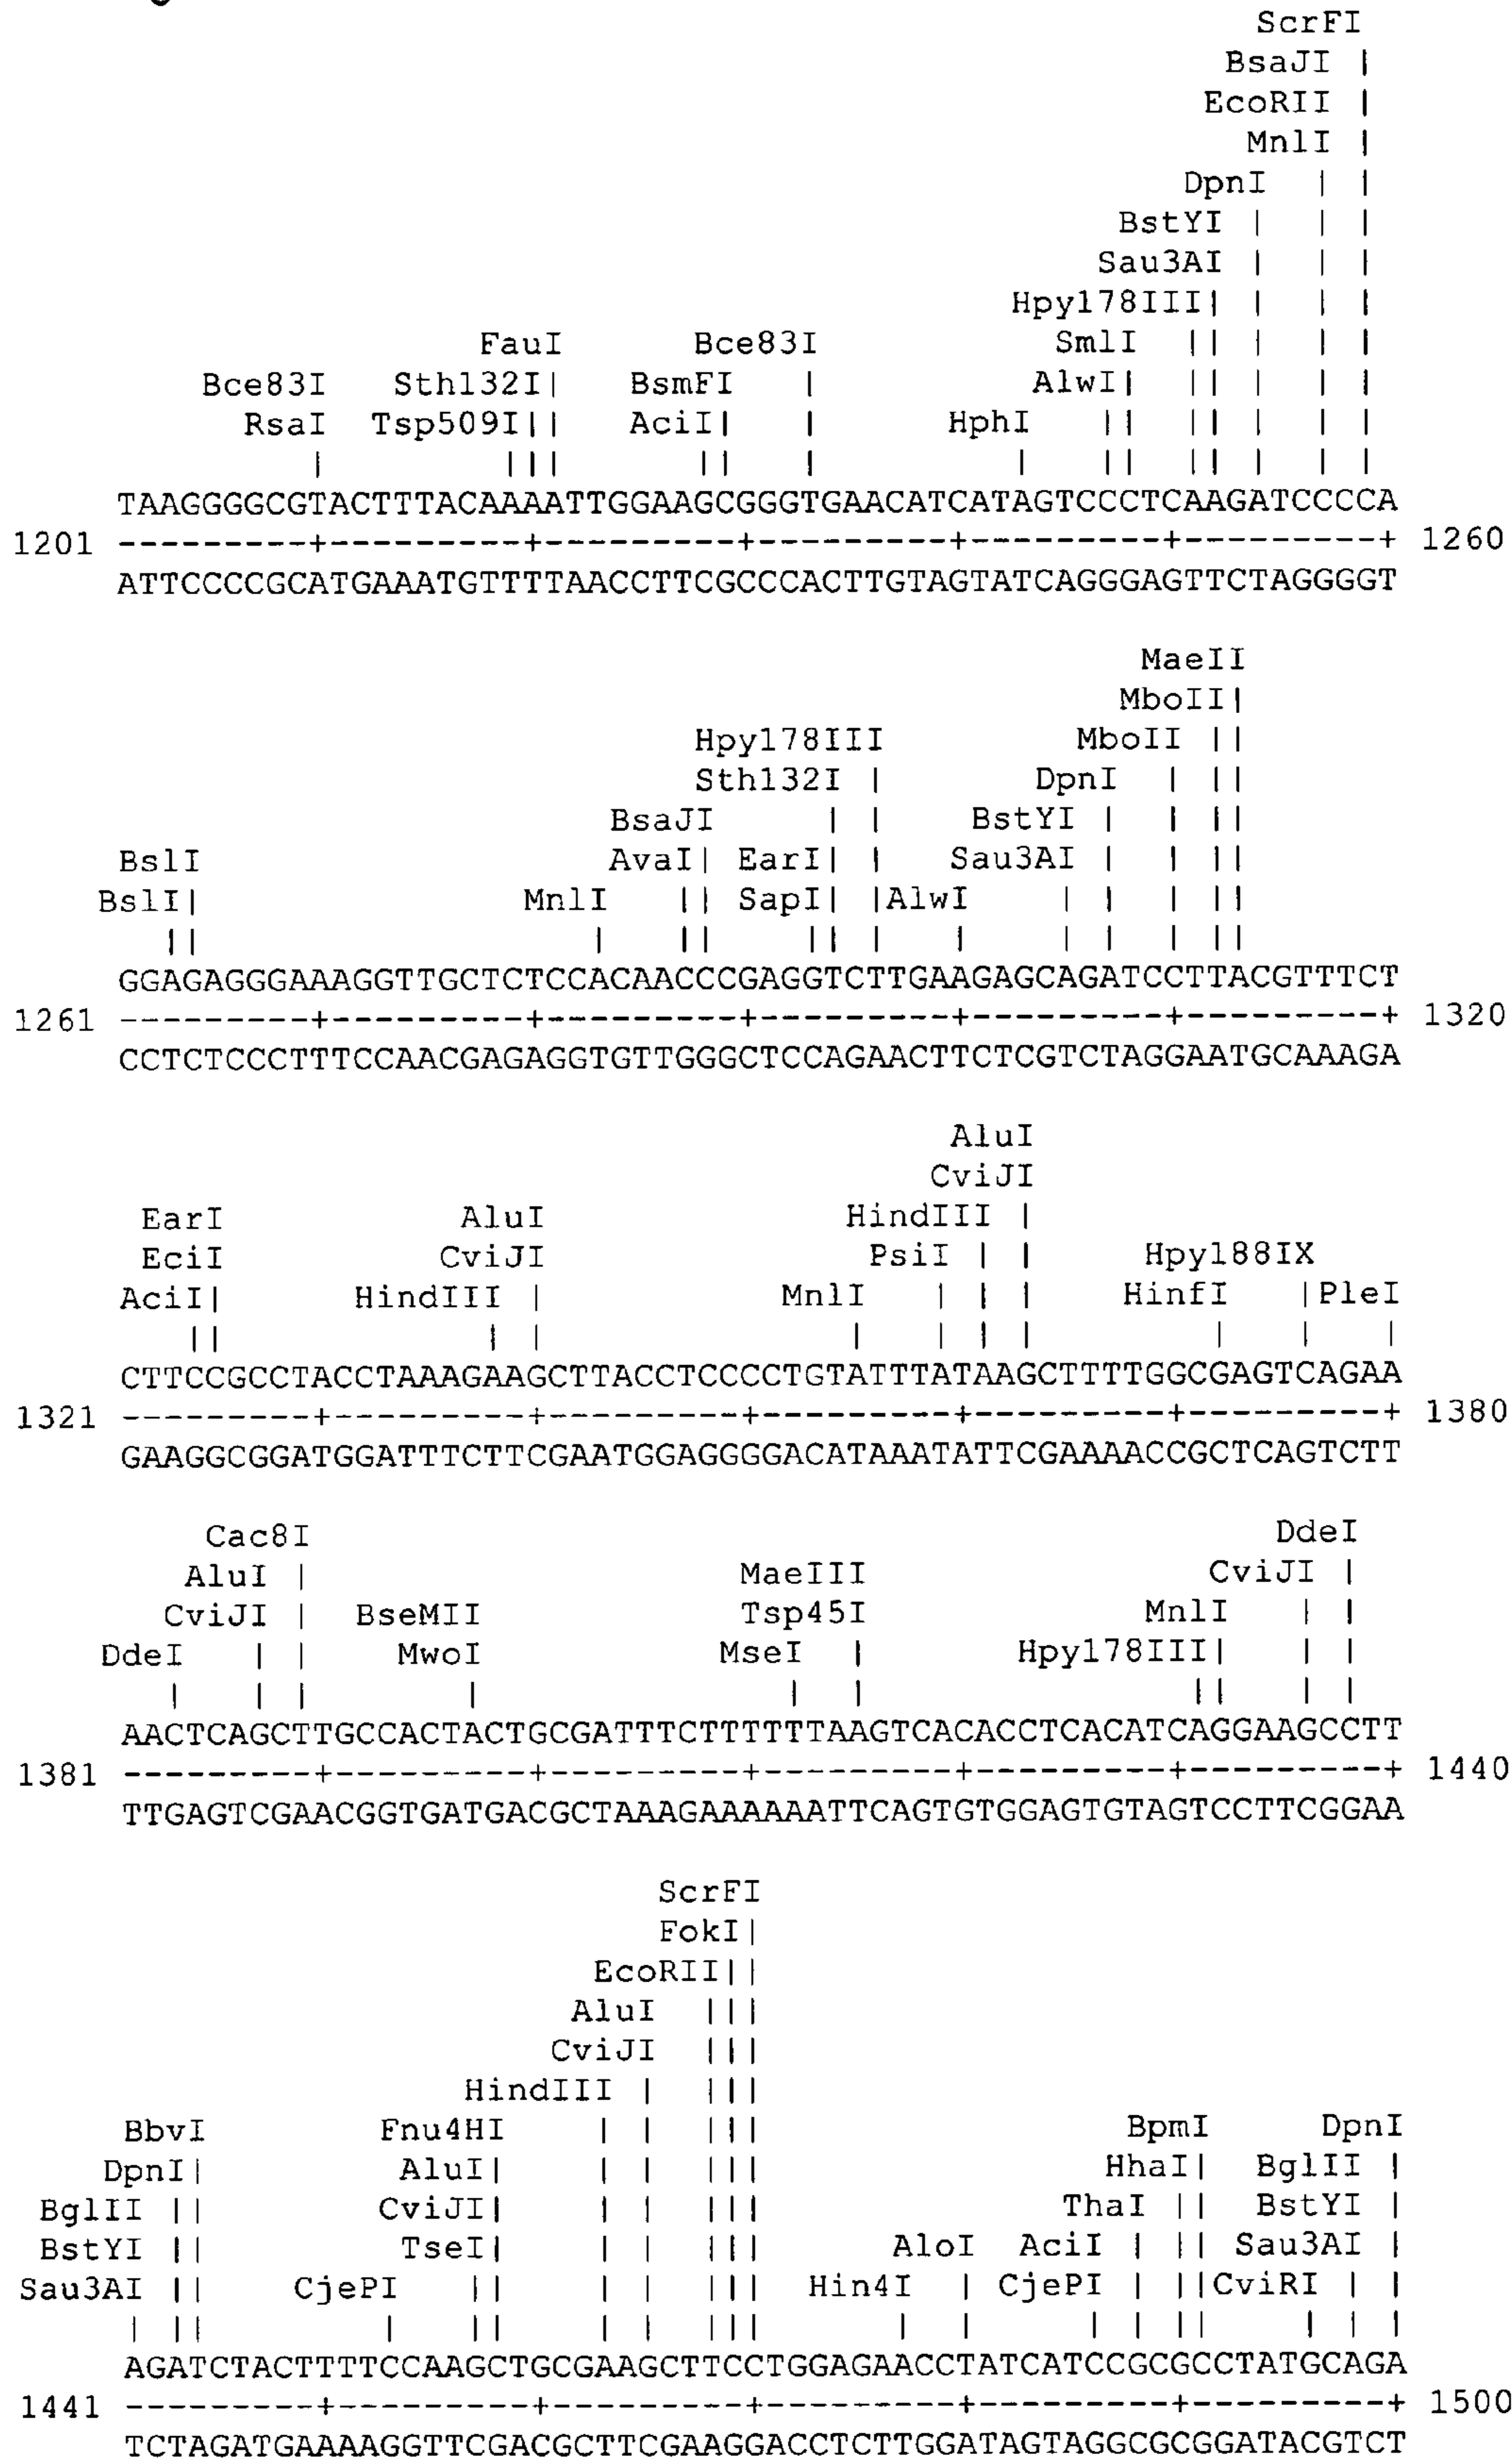 ScrFI
BsaJI |
EcoRII |
MnlI |
DpnI | |
BstYI | | |
Sau3AI | | |
Hpy178III| | | |
FauI Bce83I SmlI || | | |
Bce83I Sth132I| BsmFI | AlwI| || | | |
RsaI Tsp509I|| AciI| | HphI || || | | |
| ||| || | | || || | | |
TAAGGGGCGTACTTTACAAAATTGGAAGCGGGTGAACATCATAGTCCCTCAAGATCCCCA
1201 ---------+---------+---------+---------+---------+---------+ 1260
ATTCCCCGCATGAAATGTTTTAACCTTCGCCCACTTGTAGTATCAGGGAGTTCTAGGGGT
MaeII
MboII|
Hpy178III MboII ||
Sth132I | DpnI | ||
BsaJI | | BstYI | | ||
BslI AvaI| EarI| | Sau3AI | | ||
BslI| MnlI || SapI| |AlwI | | | ||
|| | || || | | | | | ||
GGAGAGGGAAAGGTTGCTCTCCACAACCCGAGGTCTTGAAGAGCAGATCCTTACGTTTCT
1261 ---------+---------+---------+---------+---------+---------+ 1320
CCTCTCCCTTTCCAACGAGAGGTGTTGGGCTCCAGAACTTCTCGTCTAGGAATGCAAAGA
AluI
CviJI
EarI AluI HindIII |
EciI CviJI PsiI | | Hpy188IX
AciI| HindIII | MnlI | | | HinfI |PleI
|| | | | | | | | | |
CTTCCGCCTACCTAAAGAAGCTTACCTCCCCTGTATTTATAAGCTTTTGGCGAGTCAGAA
1321 ---------+---------+---------+---------+---------+---------+ 1380
GAAGGCGGATGGATTTCTTCGAATGGAGGGGACATAAATATTCGAAAACCGCTCAGTCTT
Cac8I DdeI
AluI | MaeIII CviJI |
CviJI | BseMII Tsp45I MnlI | |
DdeI | | MwoI MseI | Hpy178III| | |
| | | | | | || | |
AACTCAGCTTGCCACTACTGCGATTTCTTTTTTAAGTCACACCTCACATCAGGAAGCCTT
1381 ---------+---------+---------+---------+---------+---------+ 1440
TTGAGTCGAACGGTGATGACGCTAAAGAAAAAATTCAGTGTGGAGTGTAGTCCTTCGGAA
ScrFI
FokI|
EcoRII||
AluI |||
CviJI |||
HindIII | |||
BbvI Fnu4HI | | ||| BpmI DpnI
DpnI| AluI| | | ||| HhaI| BglII |
BglII || CviJI| | | ||| ThaI || BstYI |
BstYI || TseI| | | ||| AloI AciI | || Sau3AI |
Sau3AI || CjePI || | | ||| Hin4I | CjePI | ||CviRI | |
| || | || | | ||| | | | | || | | |
AGATCTACTTTTCCAAGCTGCGAAGCTTCCTGGAGAACCTATCATCCGCGCCTATGCAGA
1441 ---------+---------+---------+---------+---------+---------+ 1500
TCTAGATGAAAAGGTTCGACGCTTCGAAGGACCTCTTGGATAGTAGGCGCGGATACGTCT